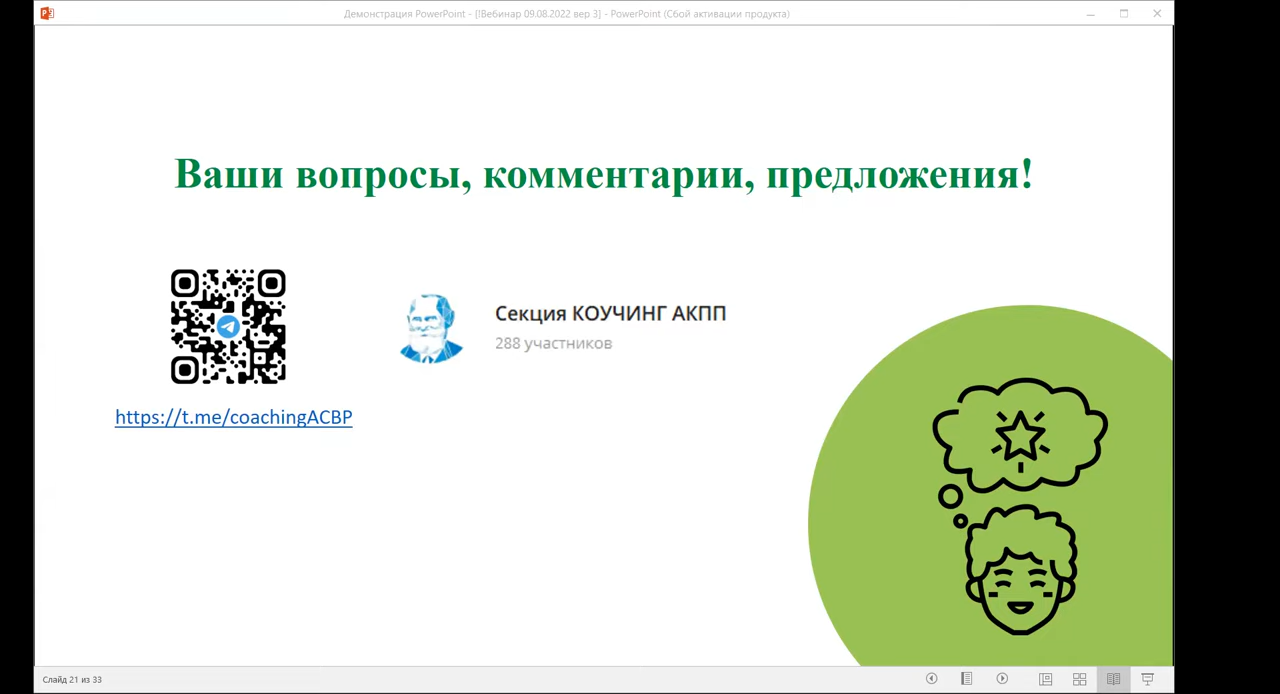 Демонстрация PowerPoint - [!Вебинар 09.08.2022 вер 3] - PowerPoint (Сбой активации продукта)
Ваши вопросы, комментарии, предложения!
Секция КОУЧИНГ АКПП
288 участников
https://t.me/coachingACBP
Слайд 21 из 33